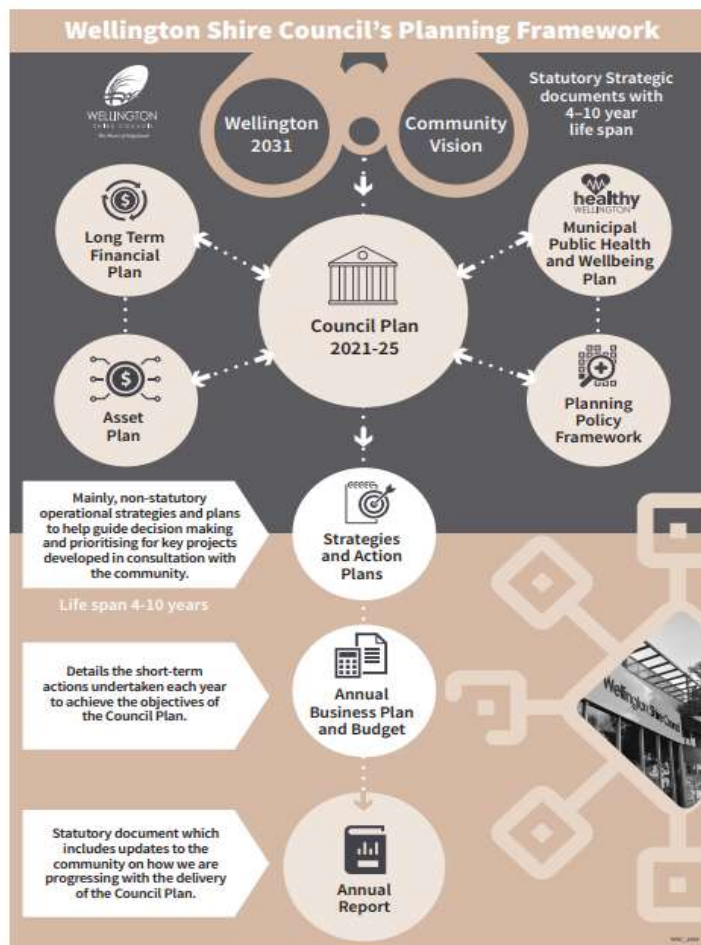 Wellington Shire Council's Planning Framework
WELLINGTON
SHIRE COUNCIL
The Heart of Gippsland
Wellington
2031
Community
Vision
Statutory Strategic
documents with
4–10 year
life span
Long Term
Financial
Plan
healthy
WELLINGTON
Municipal
Public Health
and Wellbeing
Plan
Council Plan
2021-25
Asset
Plan
Planning
Policy
Framework
Mainly, non-statutory
operational strategies and plans
to help guide decision making
and prioritising for key projects
developed in consultation with
the community.
Strategies
and Action
Plans
Life span 4-10 years
Details the short-term
actions undertaken each year
to achieve the objectives of
the Council Plan.
Annual
Business Plan
and Budget
Wellington Shire Council
Statutory document which
includes updates to the
community on how we are
progressing with the delivery
of the Council Plan.
Annual
Report